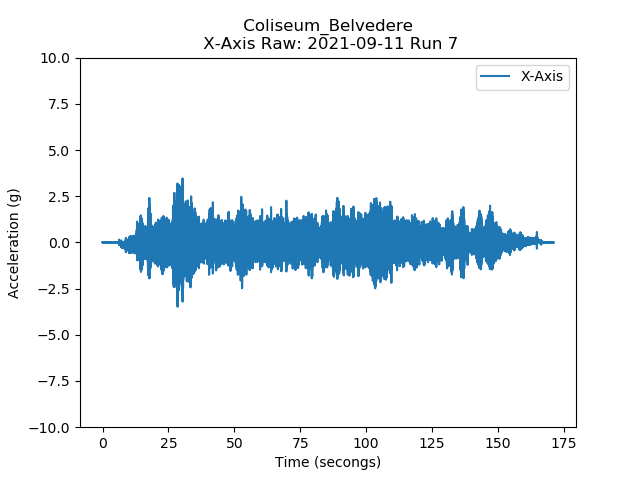 Coliseum_Belvedere
X-Axis Raw: 2021-09-11 Run 7
X-Axis
10.0
7.5
5.0
2.5
0.0
−2.5
−5.0
−7.5
−10.0
Acceleration (g)
0 25 50 75 100 125 150 175
Time (secongs)